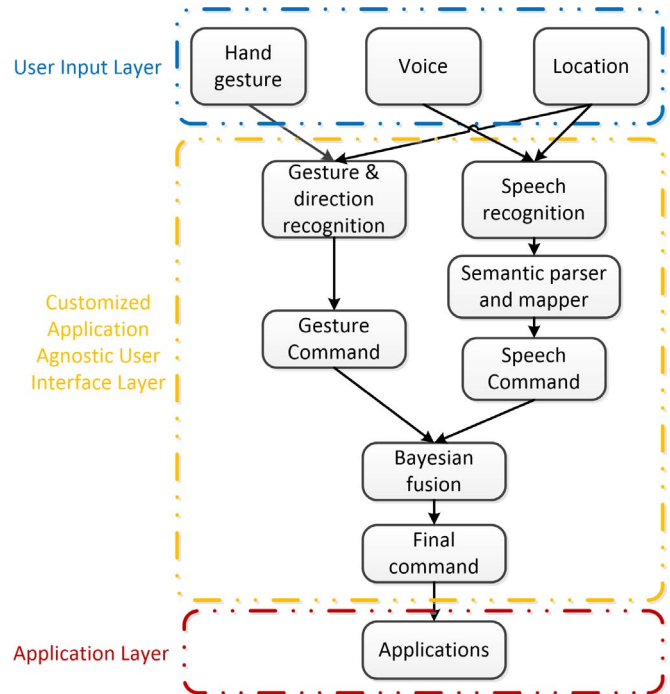 User Input Layer
Hand
gesture
Voice
Location
Gesture &
direction
recognition
Speech
recognition
Semantic parser
and mapper
Customized
Application
Agnostic User
Interface Layer
Gesture
Command
Speech
Command
Bayesian
fusion
Final
command
Application Layer
Applications